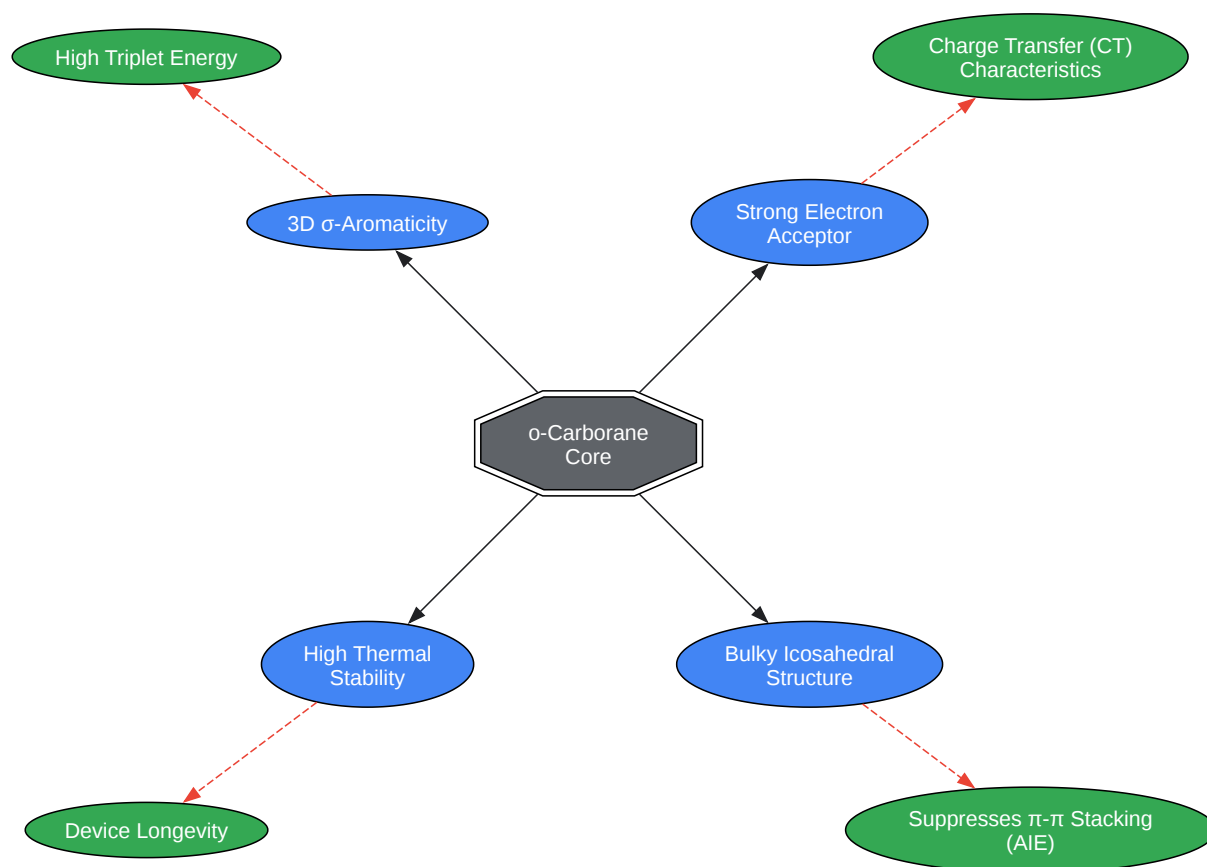 High Triplet Energy
Charge Transfer (CT)
Characteristics
3D σ-Aromaticity
Strong Electron
Acceptor
o-Carborane
Core
High Thermal
Stability
Bulky Icosahedral
Structure
Device Longevity
Suppresses π-π Stacking
(AIE)